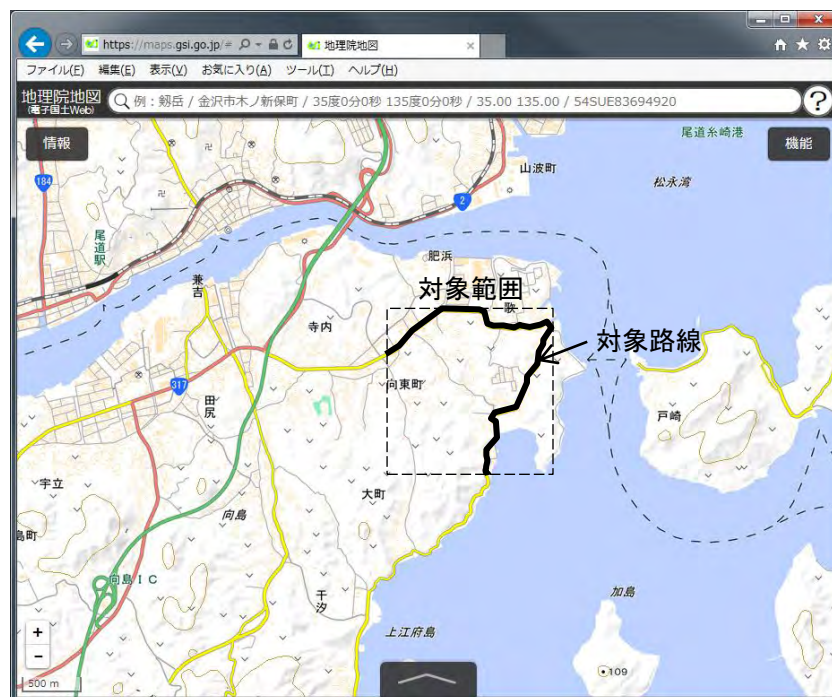 https://maps.gsi.go.jp/#
地理院地図
ファイル(F) 編集(E) 表示(V) お気に入り(A) ツール(T) ヘルプ(H)
地理院地図
(電子国土Web)
例：剱岳 / 金沢市木ノ新保町 / 35度0分0秒 135度0分0秒 / 35.00 135.00 / 54SUE83694920
?
情報
機能
尾道糸崎港
山波町
松永湾
184
2
尾道駅
肥浜
兼吉
対象範囲
歌
寺内
対象路線
317
向東町
田尻
戸崎
宇立
大町
向島
島町
向島IC
干汐
加島
上江府島
+
-
109
500 m